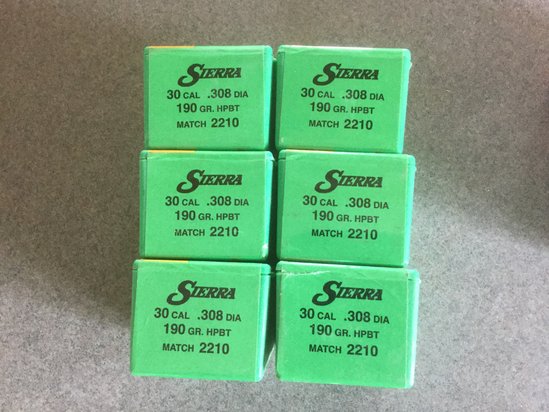 SIERRA
30 CAL .308 DIA
190 GR. HPBT
MATCH 2210
SIERRA
30 CAL .308 DIA
190 GR. HPBT
MATCH 2210
SIERRA
30 CAL .308 DIA
190 GR. HPBT
MATCH 2210
SIERRA
30 CAL .308 DIA
190 GR. HPBT
MATCH 2210
SIERRA
30 CAL .308 DIA
190 GR. HPBT
MATCH 2210
SIERRA
30 CAL .308 DIA
190 GR. HPBT
MATCH 2210